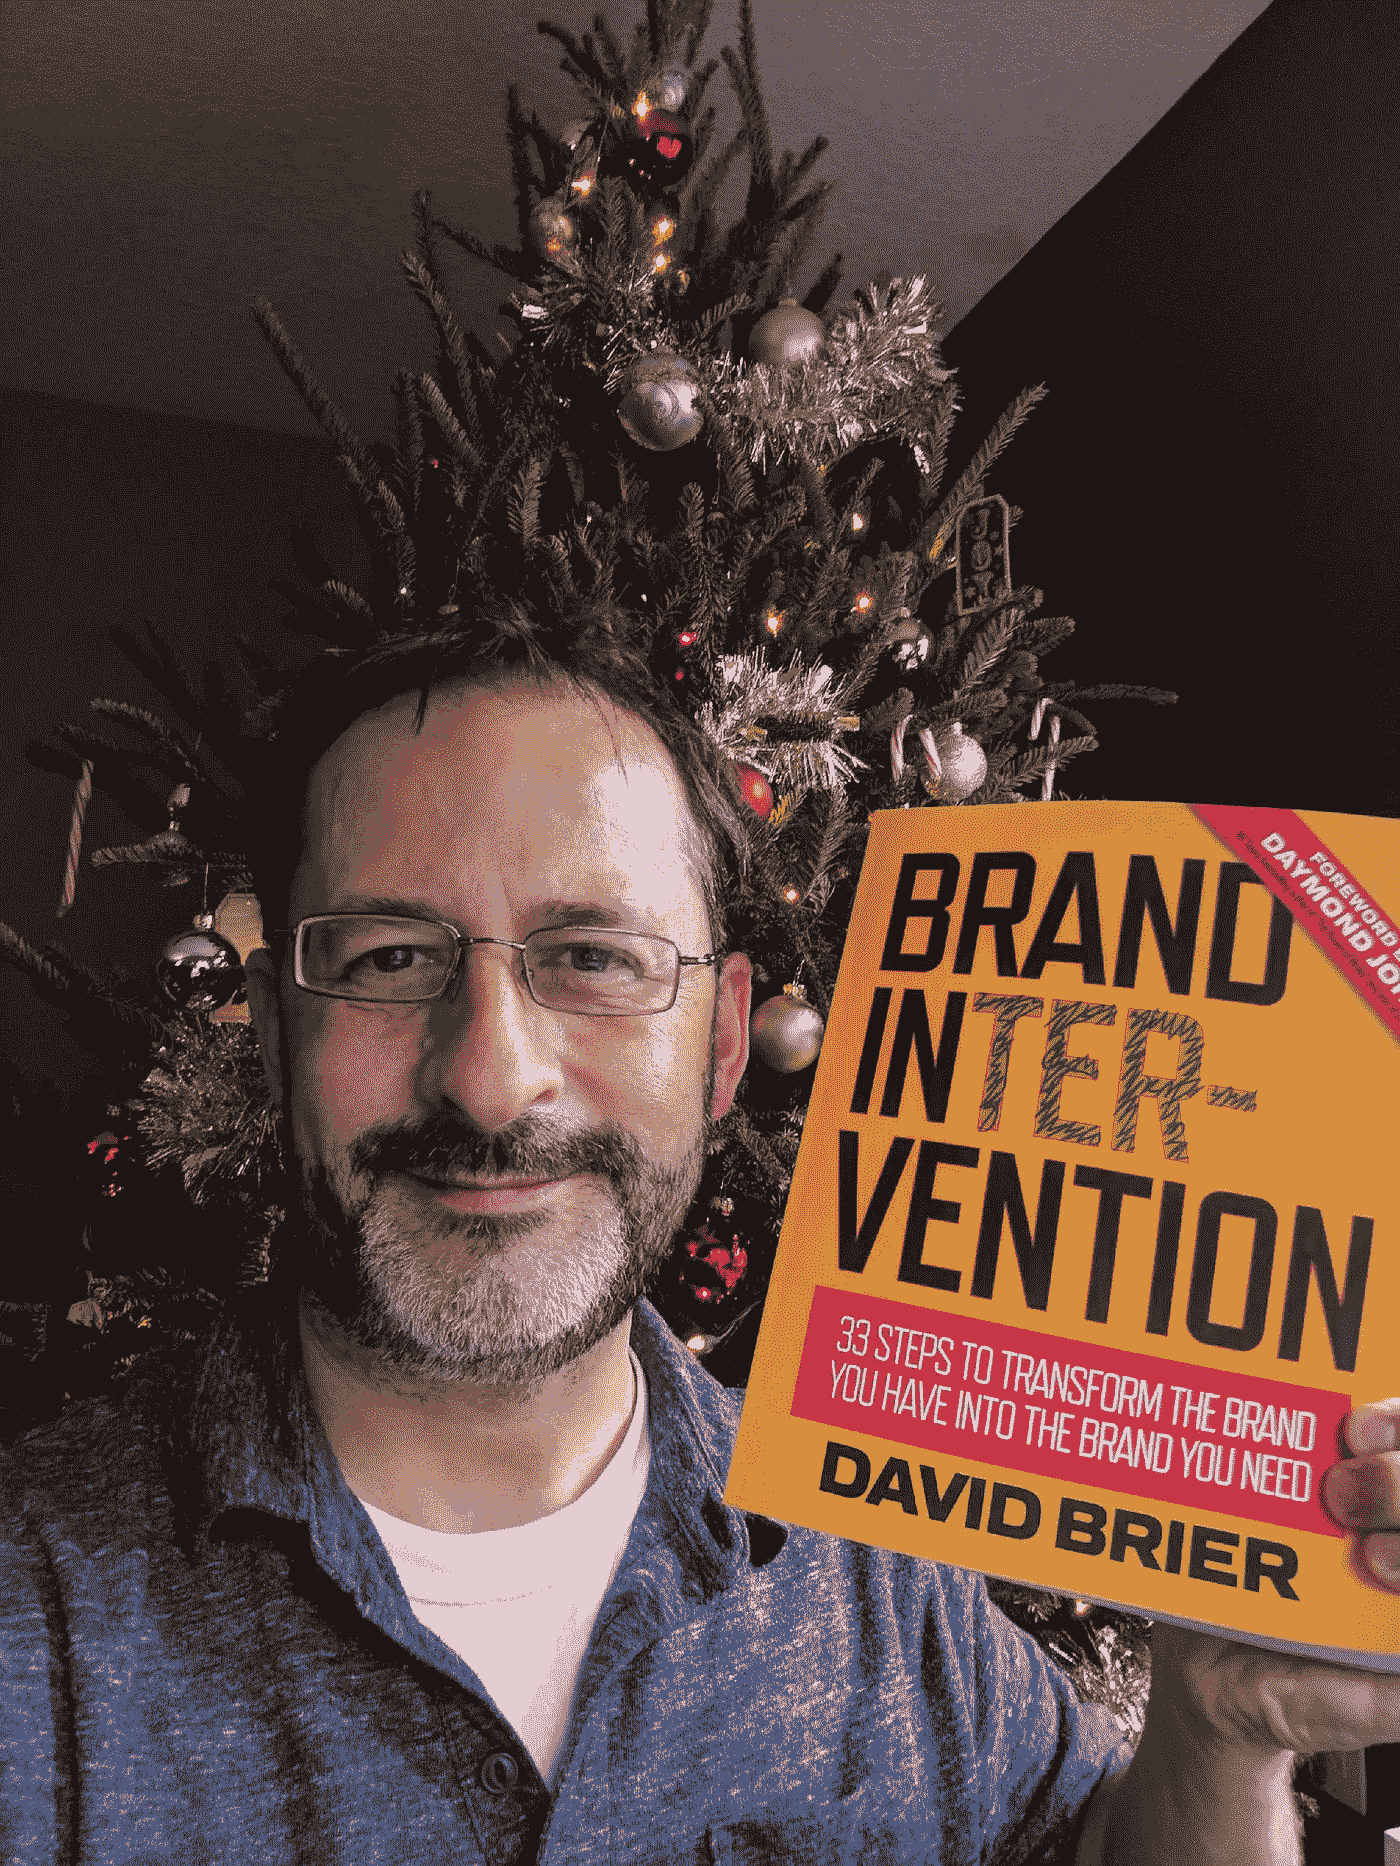 JOY
BRAND
INTER-
VENTION
FOREWORD
DAYMOND
33 STEPS TO TRANSFORM THE BRAND
YOU HAVE INTO THE BRAND YOU NEED
DAVID BRIER